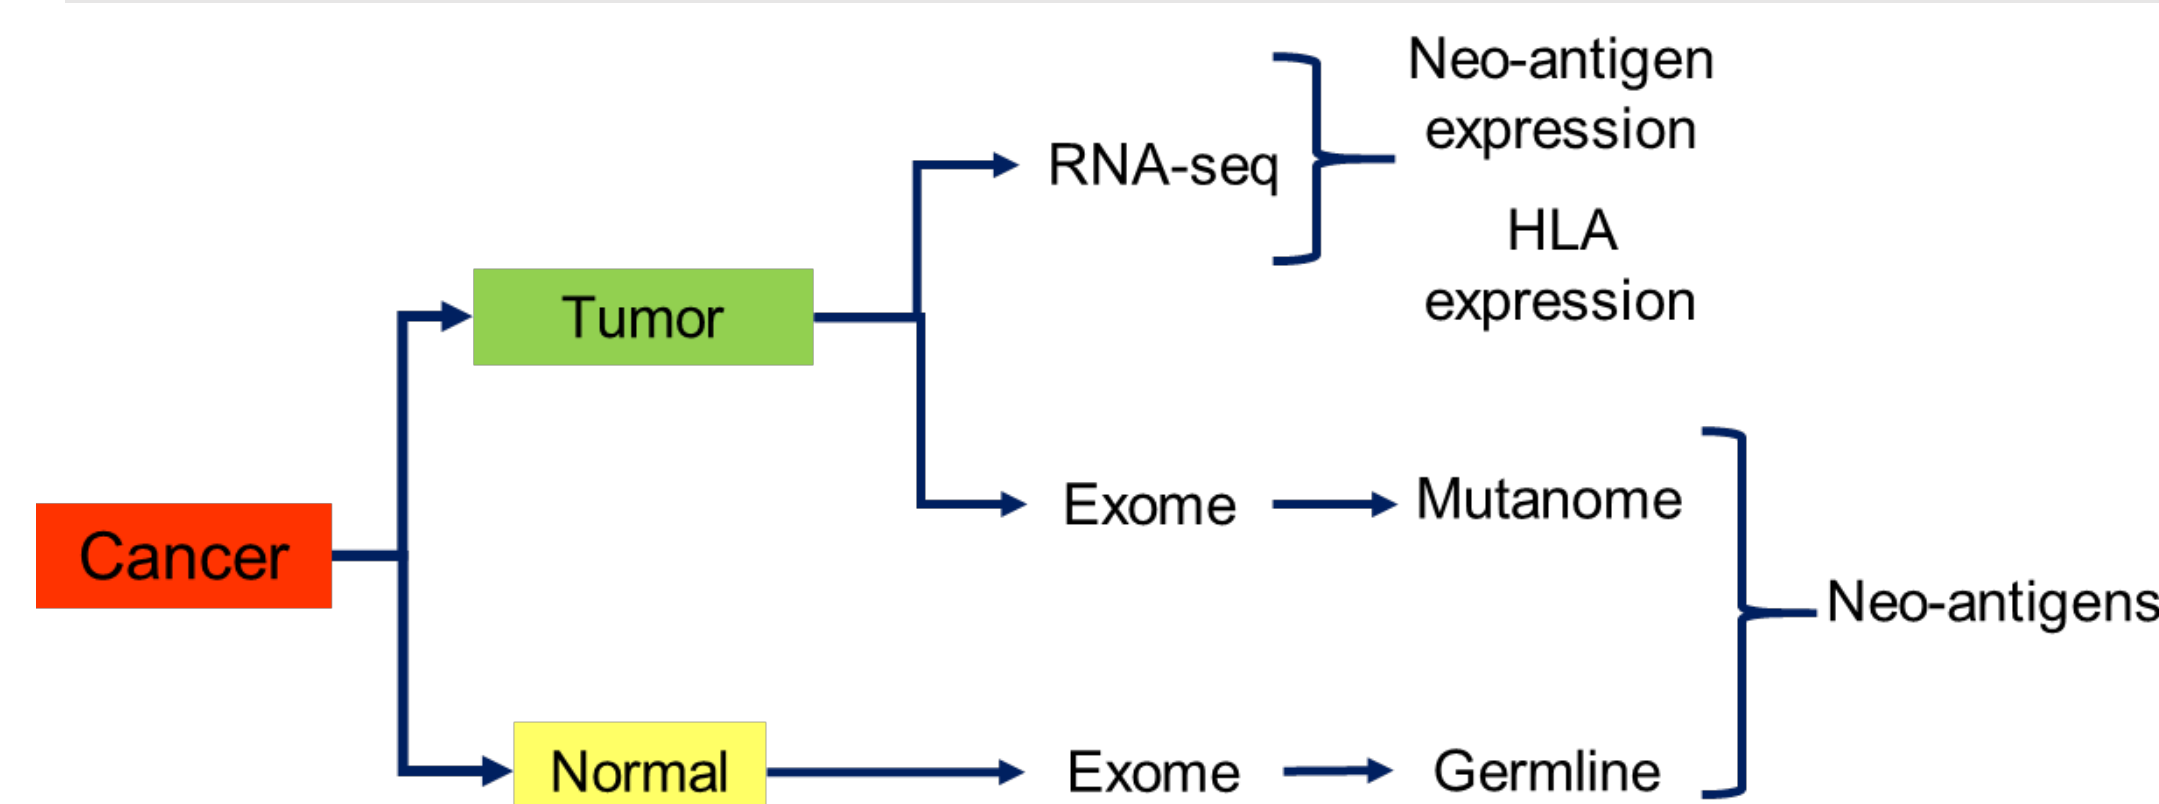 Neo-antigen
expression
RNA-seq
HLA
expression
Tumor
Exome
Mutanome
Cancer
Neo-antigens
Normal
Exome
Germline